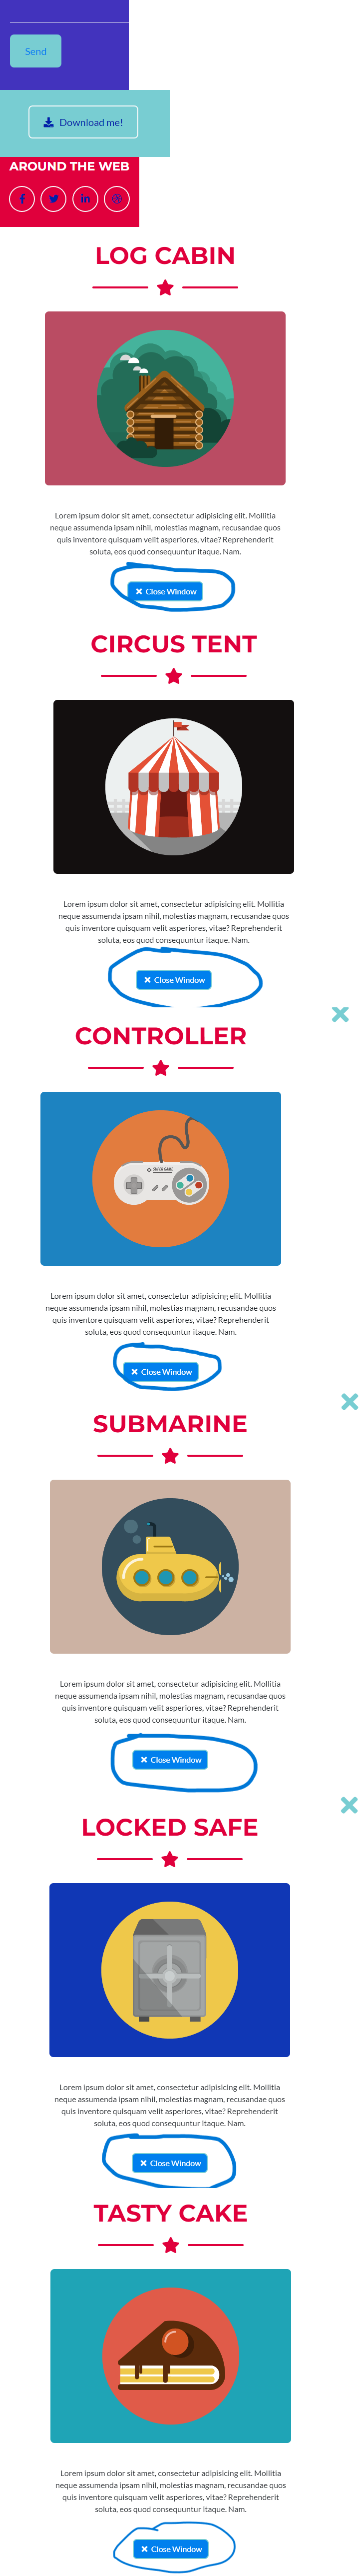 Send
Download me!
AROUND THE WEB
LOG CABIN
Lorem ipsum dolor sit amet, consectetur adipisicing elit. Mollitia
neque assumenda ipsam nihil, molestias magnam, recusandae quos
quis inventore quisquam velit asperiores, vitae? Reprehenderit
soluta, eos quod consequuntur itaque. Nam.
Close Window
CIRCUS TENT
Lorem ipsum dolor sit amet, consectetur adipisicing elit. Mollitia
neque assumenda ipsam nihil, molestias magnam, recusandae quos
quis inventore quisquam velit asperiores, vitae? Reprehenderit
soluta, eos quod consequuntur itaque. Nam.
Close Window
CONTROLLER
SUPER GAME
Lorem ipsum dolor sit amet, consectetur adipisicing elit. Mollitia
neque assumenda ipsam nihil, molestias magnam, recusandae quos
quis inventore quisquam velit asperiores, vitae? Reprehenderit
soluta, eos quod consequuntur itaque. Nam.
Close Window
SUBMARINE
Lorem ipsum dolor sit amet, consectetur adipisicing elit. Mollitia
neque assumenda ipsam nihil, molestias magnam, recusandae quos
quis inventore quisquam velit asperiores, vitae? Reprehenderit
soluta, eos quod consequuntur itaque. Nam.
Close Window
LOCKED SAFE
Lorem ipsum dolor sit amet, consectetur adipisicing elit. Mollitia
neque assumenda ipsam nihil, molestias magnam, recusandae quos
quis inventore quisquam velit asperiores, vitae? Reprehenderit
soluta, eos quod consequuntur itaque. Nam.
Close Window
TASTY CAKE
Lorem ipsum dolor sit amet, consectetur adipisicing elit. Mollitia
neque assumenda ipsam nihil, molestias magnam, recusandae quos
quis inventore quisquam velit asperiores, vitae? Reprehenderit
soluta, eos quod consequuntur itaque. Nam.
Close Window